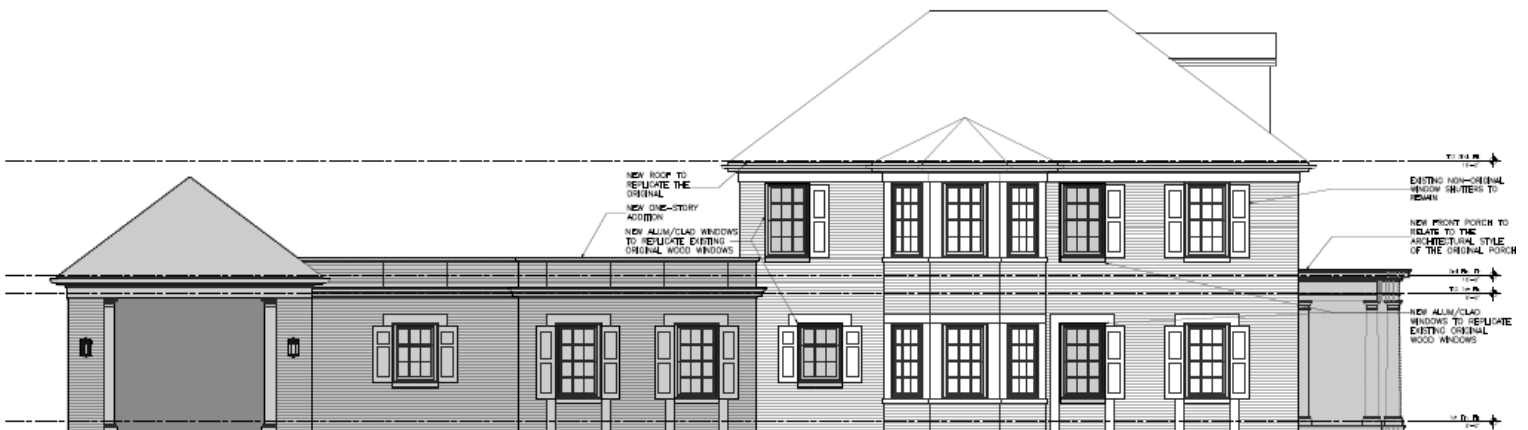 NEW ROOF TO
REPLICATE THE
ORIGINAL
NEW ONE-STORY
ADDITION
NEW ALUM/CLAD WINDOWS
TO REPLICATE EXISTING
ORIGINAL WOOD WINDOWS
EXISTING NON-ORIGINAL
WINDOW SHUTTERS TO
REMAIN
NEW FRONT PORCH TO
RELATE TO THE
ARCHITECTURAL STYLE
OF THE ORIGINAL PORCH
NEW ALUM/CLAD
WINDOWS TO REPLICATE
EXISTING ORIGINAL
WOOD WINDOWS